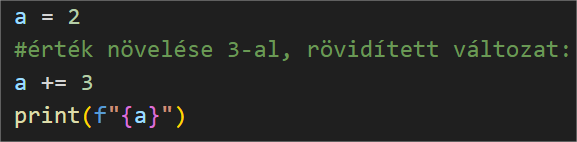 a = 2
#érték növelése 3-al, rövidített változat:
a += 3
print(f"{a}")